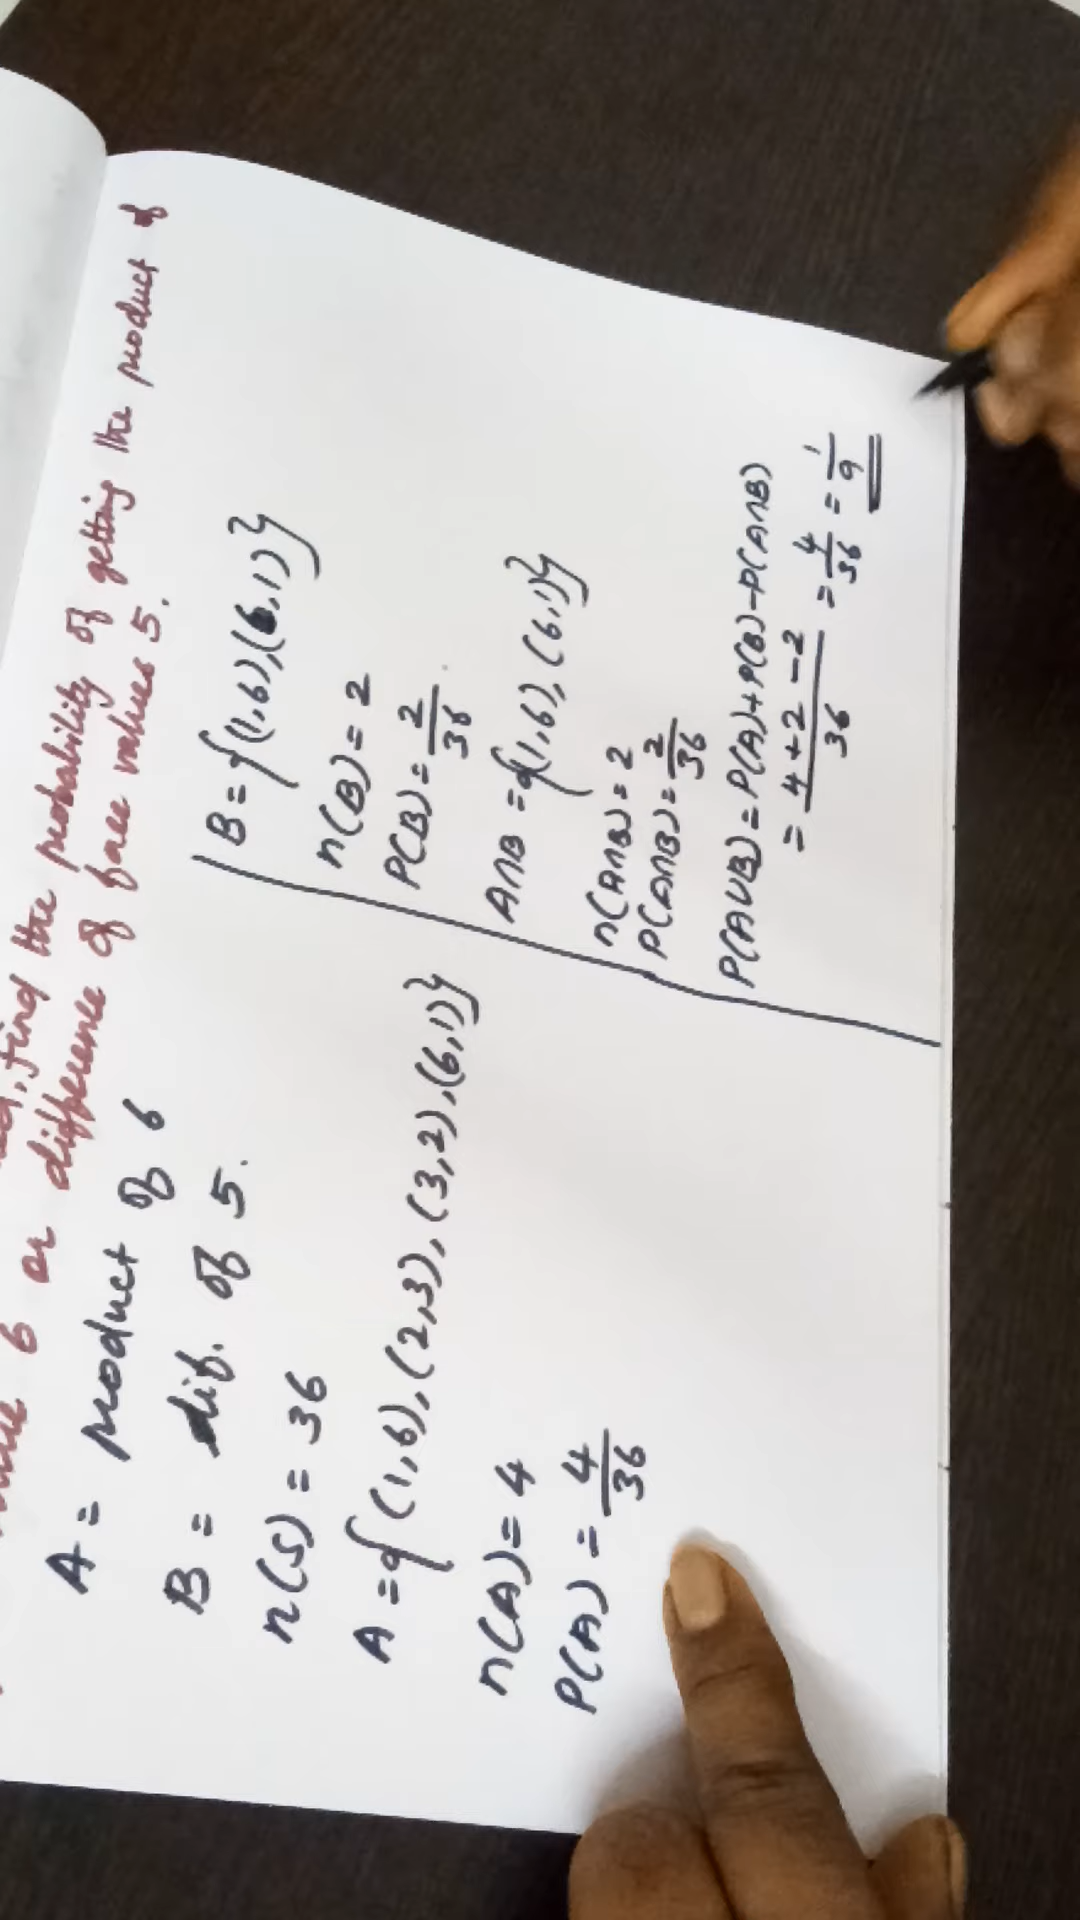 find the probability of getting the product of
6 or difference of face values 5.
A = product of 6
B = dif. of 5.
n(S) = 36
A = {(1,6),(2,3),(3,2),(6,1)}
n(A) = 4
P(A) = 4/36
B = {(1,6),(6,1)}
n(B) = 2
P(B) = 2/36
A∩B = {(1,6),(6,1)}
n(A∩B) = 2
P(A∩B) = 2/36
P(A∪B) = P(A)+P(B)-P(A∩B)
= (4+2-2)/36 = 4/36 = 1/9